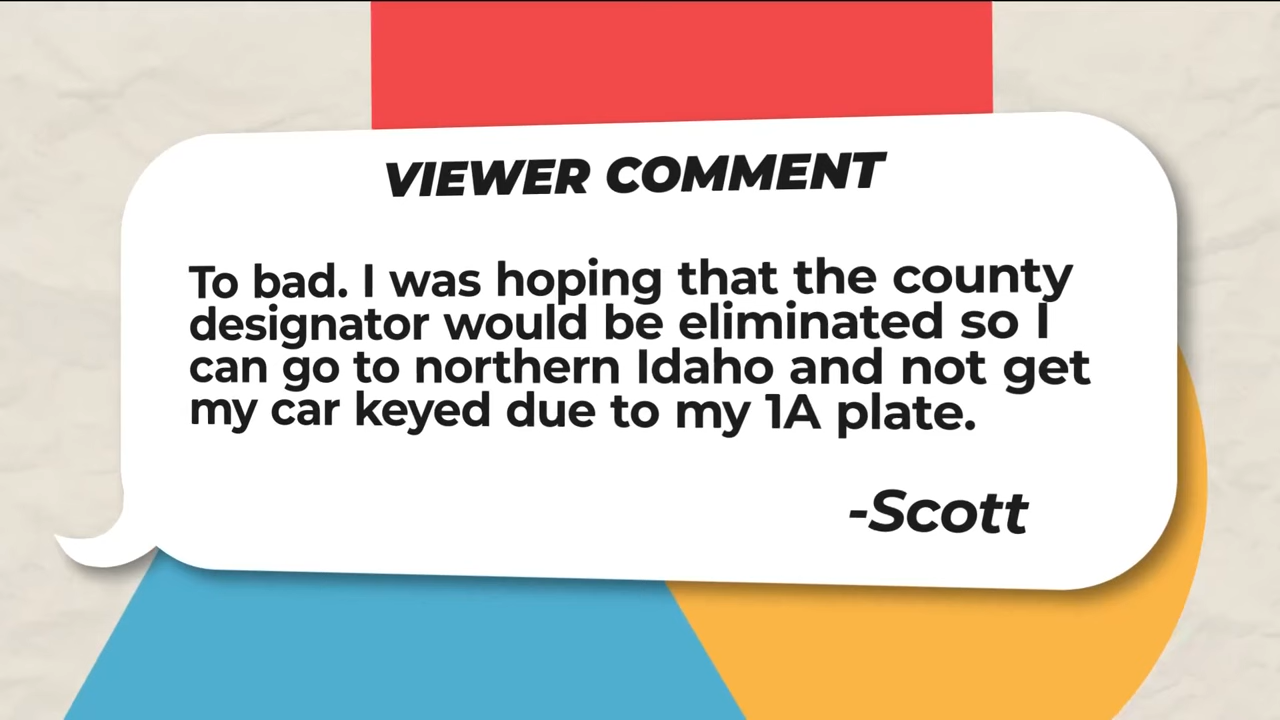 VIEWER COMMENT
To bad. I was hoping that the county
designator would be eliminated so I
can go to northern Idaho and not get
my car keyed due to my 1A plate.
-Scott